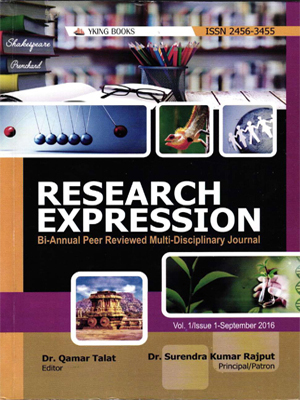 YKING BOOKS
ISSN 2456-3455
Shakespeare
Prenchard
RESEARCH
EXPRESSION
Bi-Annual Peer Reviewed Multi-Disciplinary Journal
Vol. 1/Issue 1-September 2016
Dr. Qamar Talat
Editor
Dr. Surendra Kumar Rajput
Principal/Patron